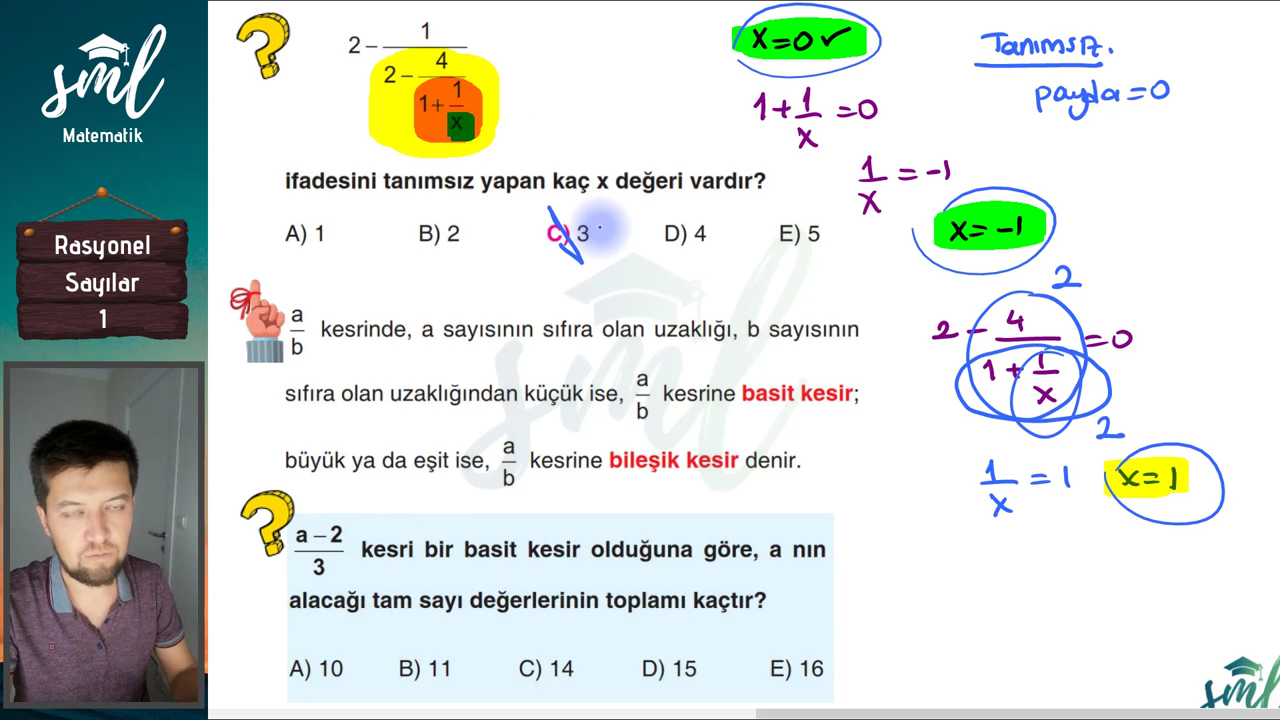 sml
Matematik
Rasyonel
Sayılar
1
2 - 1
2 - 4
1 + 1
x
ifadesini tanımsız yapan kaç x değeri vardır?
A) 1 B) 2 C) 3 D) 4 E) 5
a
b kesrinde, a sayısının sıfıra olan uzaklığı, b sayısının
sıfıra olan uzaklığından küçük ise, a/b kesrine basit kesir;
büyük ya da eşit ise, a/b kesrine bileşik kesir denir.
a – 2
3 kesri bir basit kesir olduğuna göre, a nın
alacağı tam sayı değerlerinin toplamı kaçtır?
A) 10 B) 11 C) 14 D) 15 E) 16
x=0 ✓
1+1/x =0
1/x = -1
x=-1
2
2 - 4
1 + 1/x =0
2
1/x = 1 x=1
Tanımsız.
payda=0
sml
sml